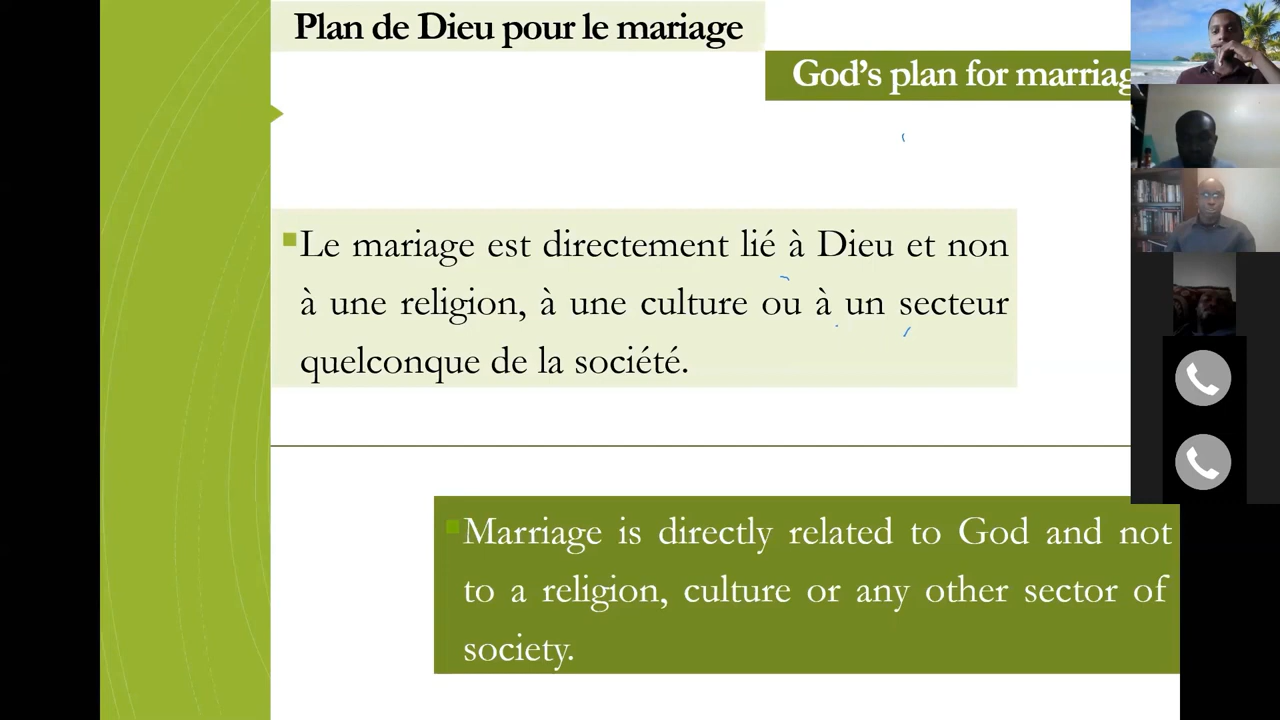 Plan de Dieu pour le mariage
God's plan for marriag
Le mariage est directement lié à Dieu et non
à une religion, à une culture ou à un secteur
quelconque de la société.
Marriage is directly related to God and not
to a religion, culture or any other sector of
society.